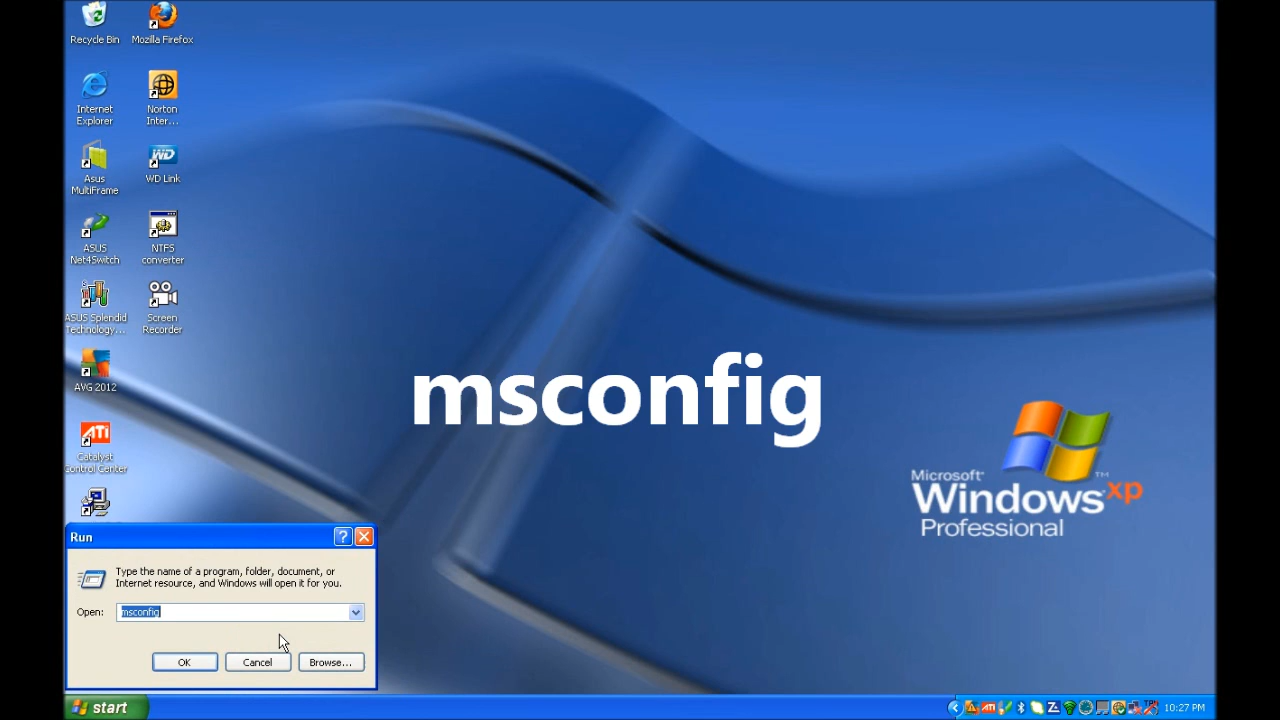 Recycle Bin
Mozilla Firefox
Internet
Explorer
Norton
Inter...
Asus
MultiFrame
WD
WD Link
ASUS
Net4Switch
NTFS
converter
ASUS Splendid
Technology...
Screen
Recorder
AVG 2012
ATI
Catalyst
Control Center
msconfig
Microsoft
Windows xp
Professional
Run
Type the name of a program, folder, document, or
Internet resource, and Windows will open it for you.
Open: msconfig
OK Cancel Browse...
start
ATI
10:27 PM